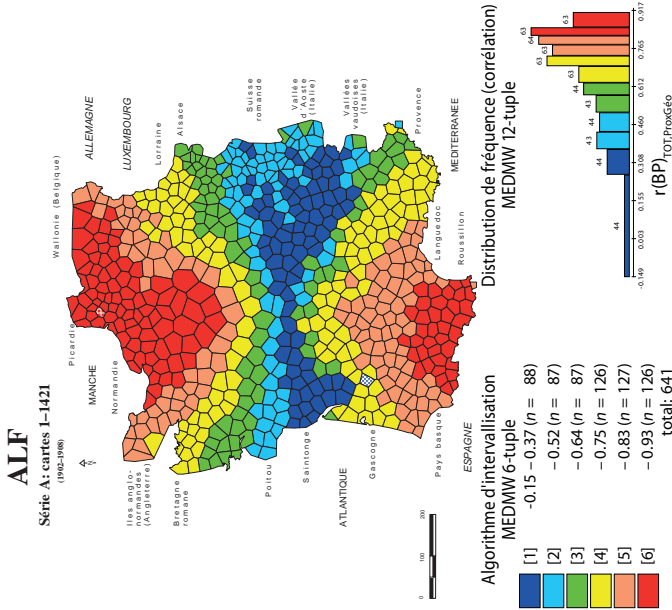 ALF
Série A: cartes 1–1421
(1902-1908)
N
Wallonie (Belgique)
ALLEMAGNE
LUXEMBOURG
Lorraine
Alsace
Suisse
romande
Vallée
d'Aoste
(Italie)
Vallées
vaudoises
(Italie)
Provence
MEDITERRANEE
Languedoc
Roussillon
Picardie
MANCHE
Normandie
Iles anglo-
normandes
(Angleterre)
Bretagne
romane
Poitou
Saintonge
ATLANTIQUE
Gascogne
Pays basque
ESPAGNE
P
0 100 200
Algorithme d'intervallisation
MEDMW 6-tuple
[1] -0.15 – 0.37 (n = 88)
[2] – 0.52 (n = 87)
[3] – 0.64 (n = 87)
[4] – 0.75 (n = 126)
[5] – 0.83 (n = 127)
[6] – 0.93 (n = 126)
total: 641
Distribution de fréquence (corrélation)
MEDMW 12-tuple
44 44 43 44 43 44 63 63 63 64 63 63
-0.149 0.003 0.155 0.308 0.460 0.612 0.765 0.917
r(BP)TOT,ProxGéo